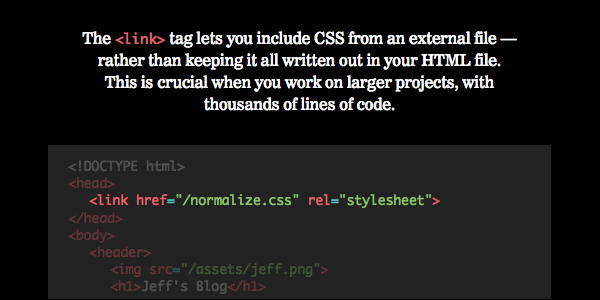 The <link> tag lets you include CSS from an external file —
rather than keeping it all written out in your HTML file.
This is crucial when you work on larger projects, with
thousands of lines of code.
<!DOCTYPE html>
<head>
<link href="/normalize.css" rel="stylesheet">
</head>
<body>
<header>
<img src="/assets/jeff.png">
<h1>Jeff's Blog</h1>